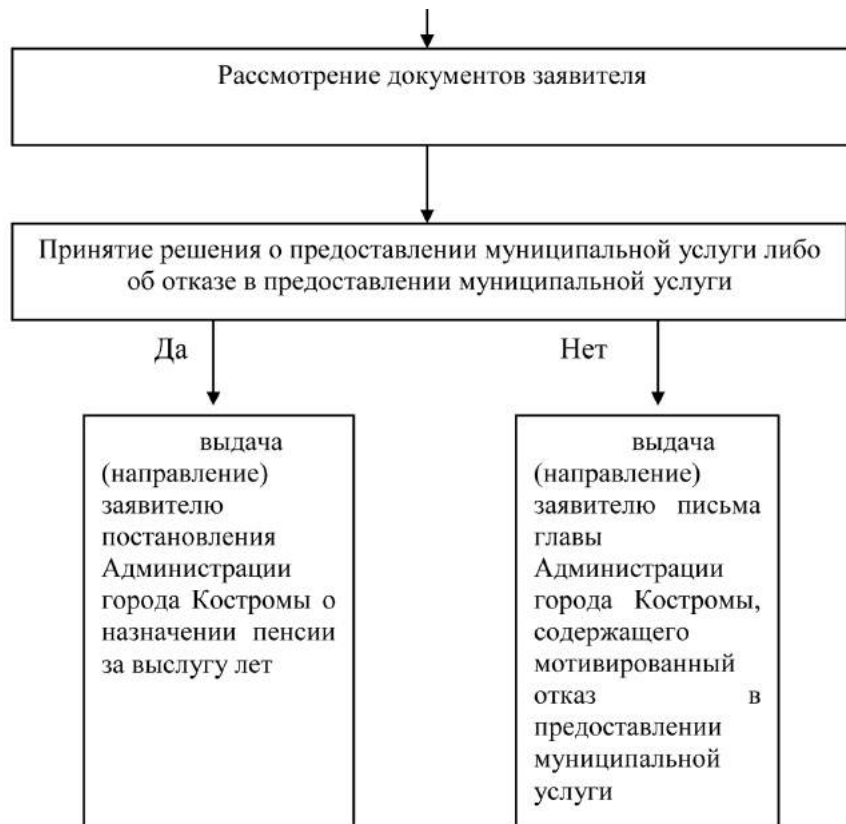 Рассмотрение документов заявителя
Принятие решения о предоставлении муниципальной услуги либо
об отказе в предоставлении муниципальной услуги
Да
Нет
выдача
(направление)
заявителю
постановления
Администрации
города Костромы о
назначении пенсии
за выслугу лет
выдача
(направление)
заявителю письма
главы
Администрации
города Костромы,
содержащего
мотивированный
отказ в
предоставлении
муниципальной
услуги